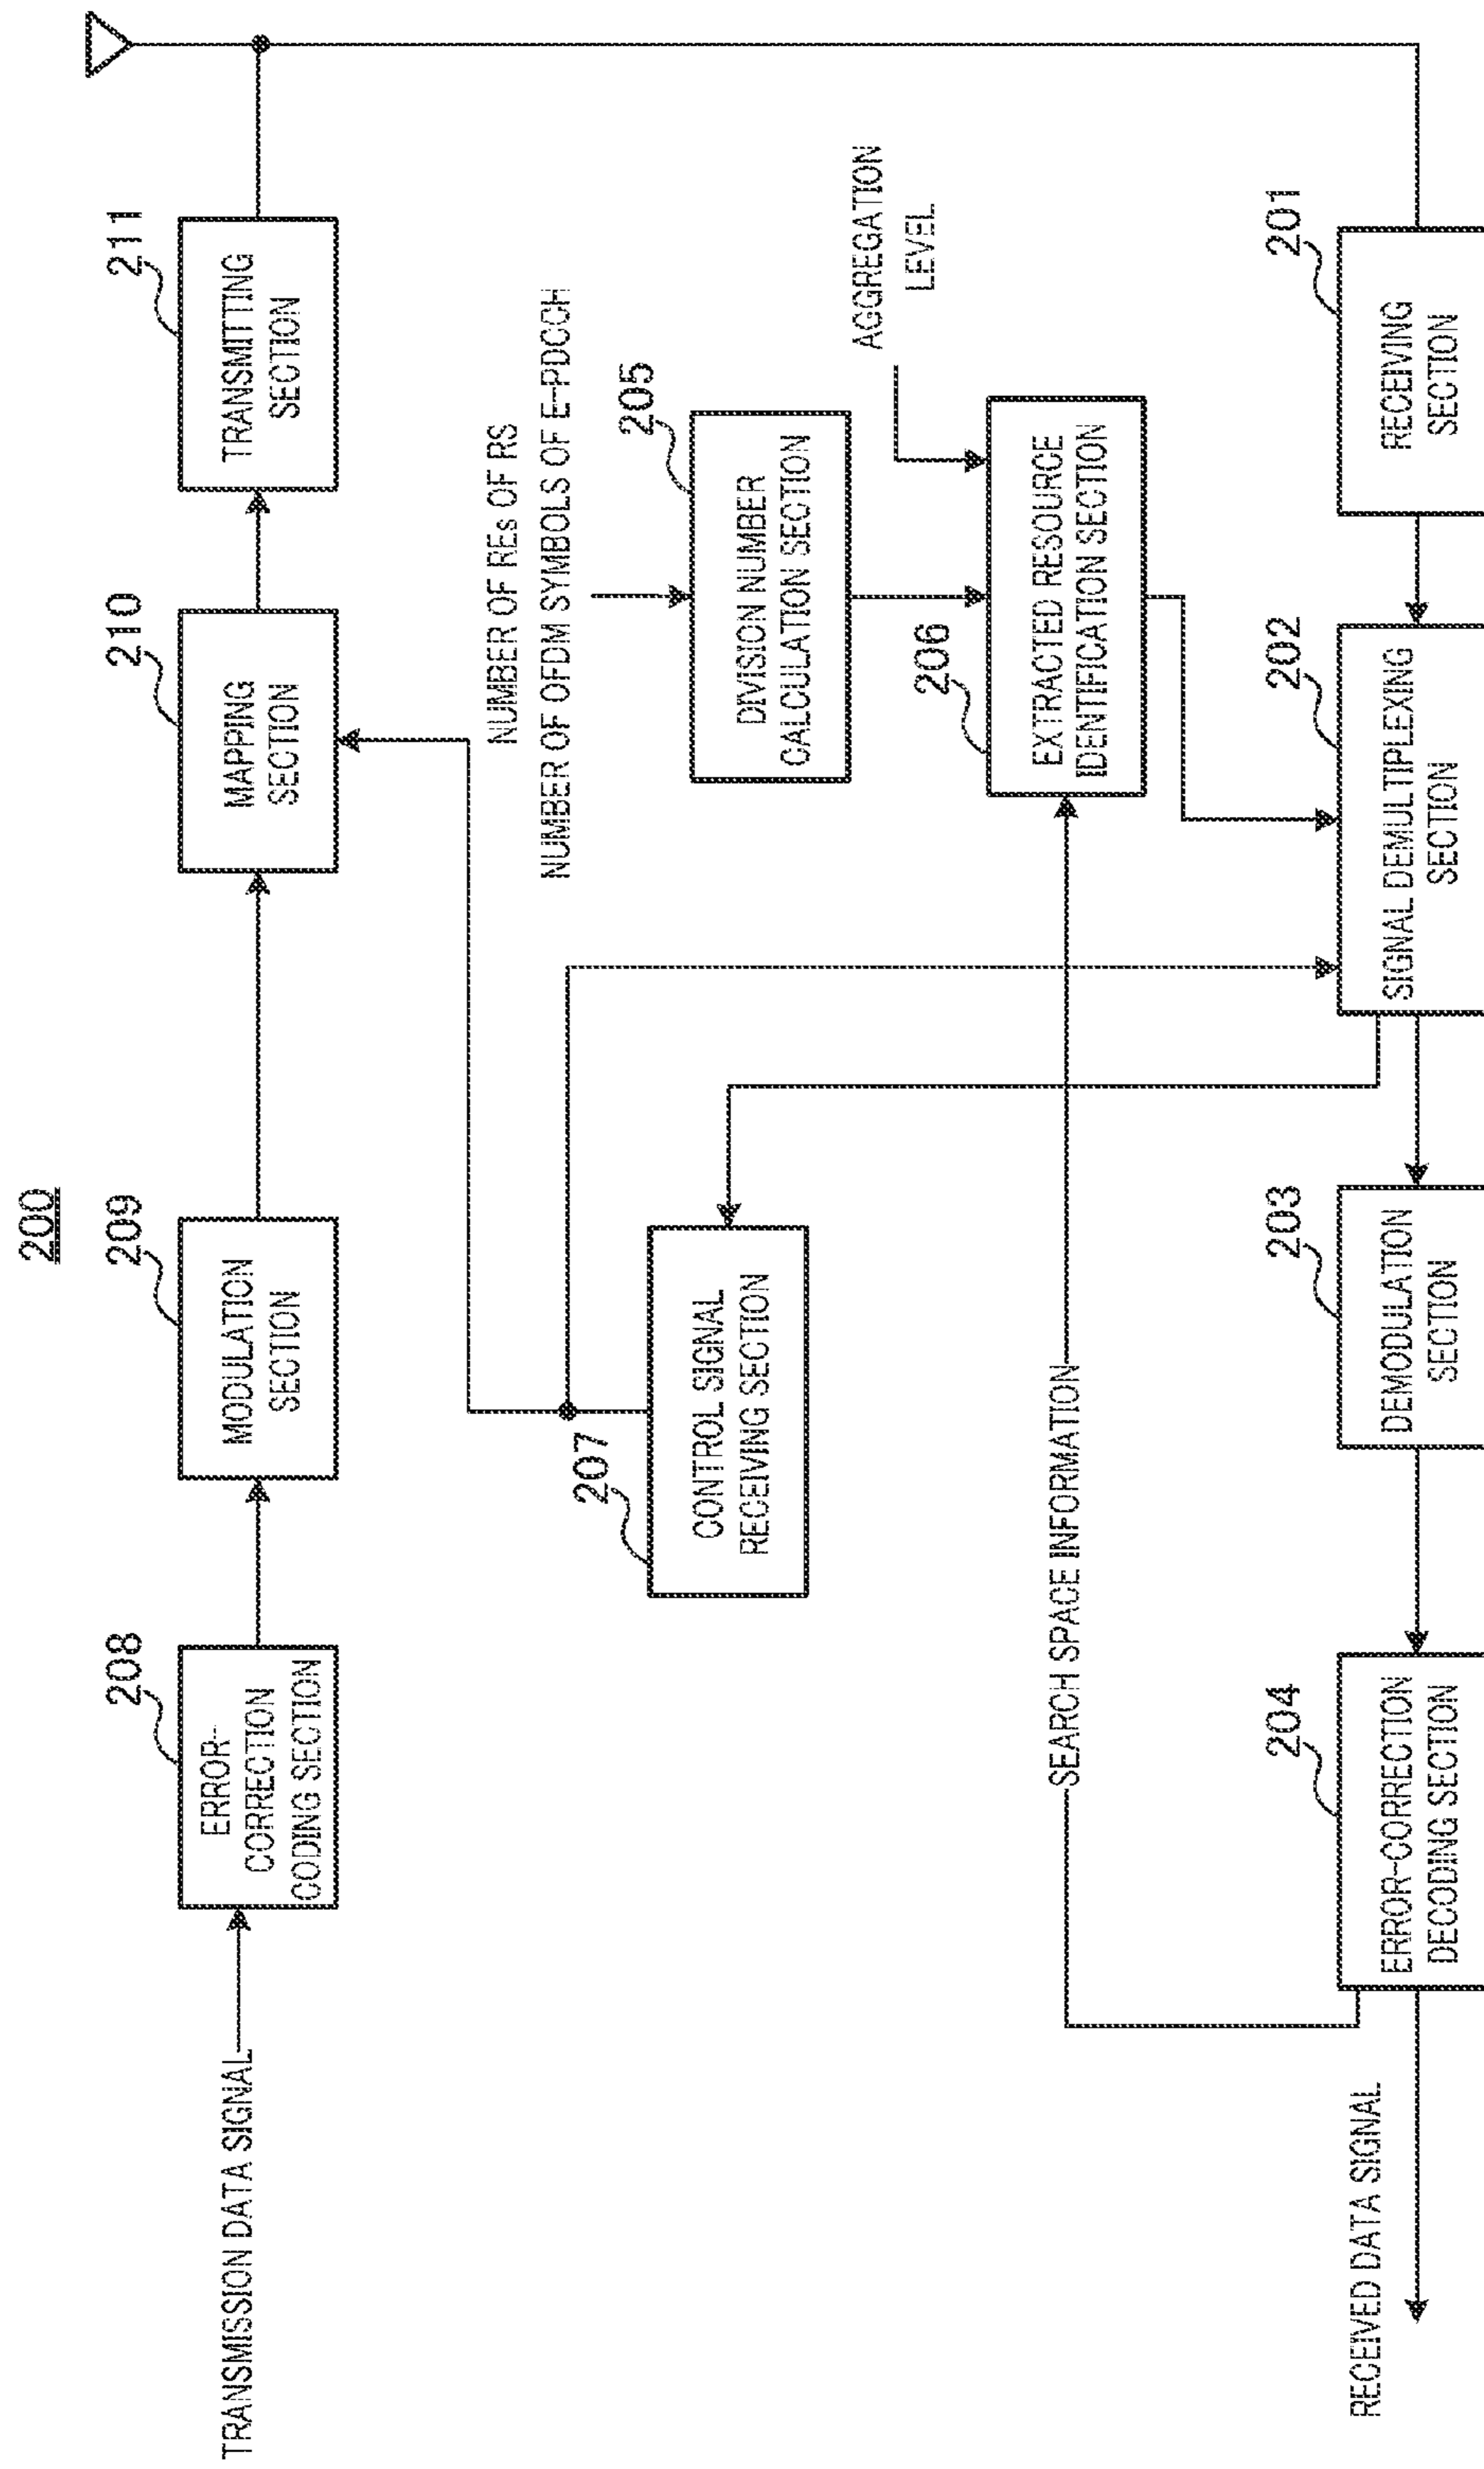 200
TRANSMISSION DATA SIGNAL
208
ERROR-
CORRECTION
CODING SECTION
209
MODULATION
SECTION
210
MAPPING
SECTION
211
TRANSMITTING
SECTION
NUMBER OF REs OF RS
NUMBER OF OFDM SYMBOLS OF E-PDCCH
207
CONTROL SIGNAL
RECEIVING SECTION
205
DIVISION NUMBER
CALCULATION SECTION
AGGREGATION
LEVEL
206
EXTRACTED RESOURCE
IDENTIFICATION SECTION
SEARCH SPACE INFORMATION
RECEIVED DATA SIGNAL
204
ERROR-CORRECTION
DECODING SECTION
203
DEMODULATION
SECTION
202
SIGNAL DEMULTIPLEXING
SECTION
201
RECEIVING
SECTION